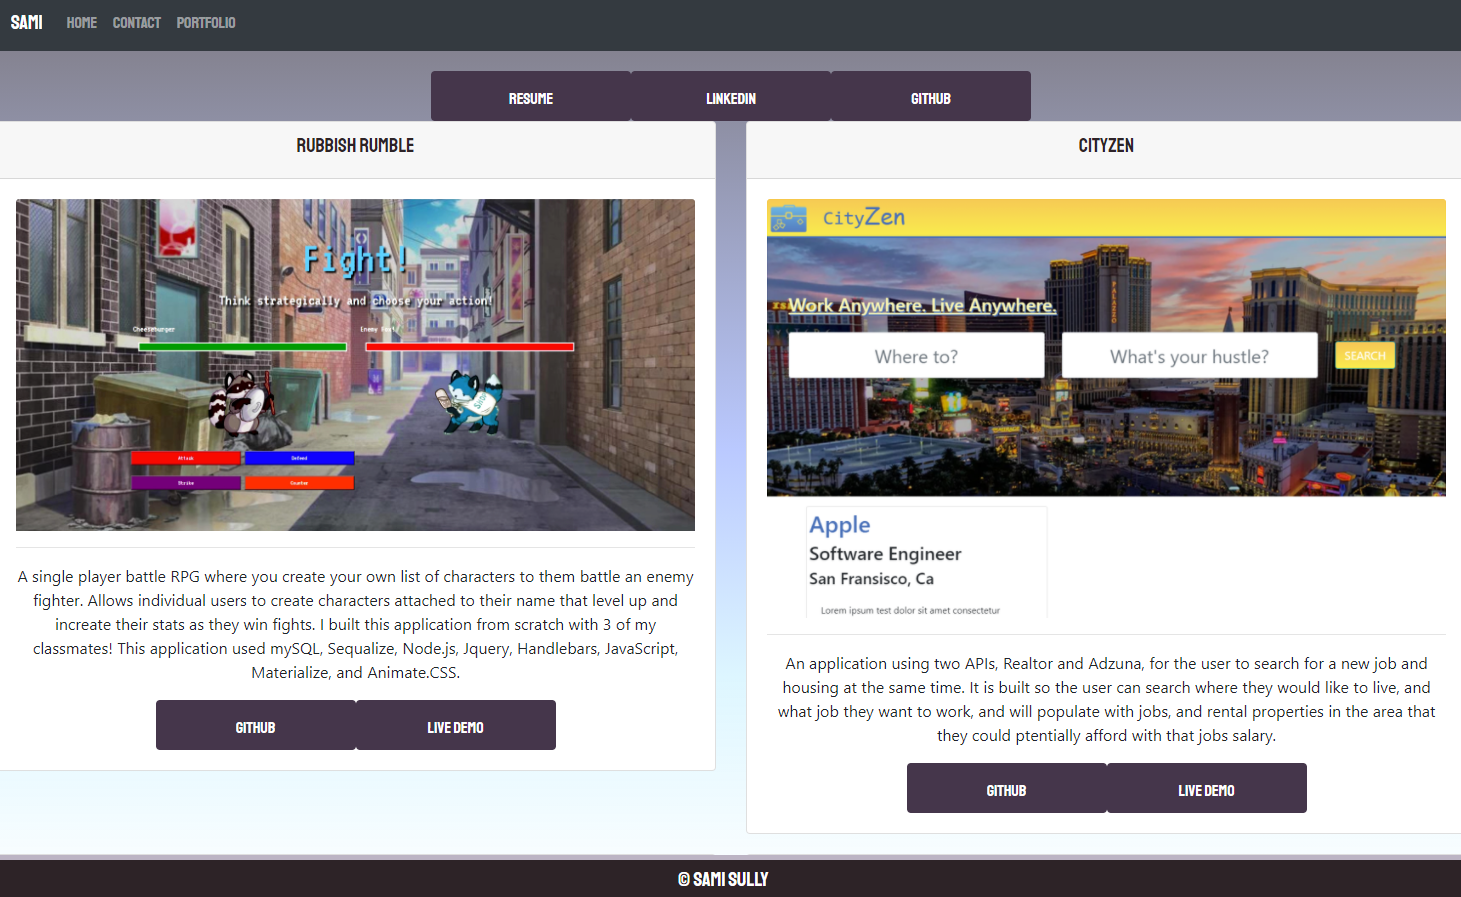 SAMI HOME CONTACT PORTFOLIO
RESUME LINKEDIN GITHUB
RUBBISH RUMBLE
Fight!
Think strategically and choose your action!
Cheeseburger Enemy
Attack Defend
Strike Counter
A single player battle RPG where you create your own list of characters to them battle an enemy
fighter. Allows individual users to create characters attached to their name that level up and
increate their stats as they win fights. I built this application from scratch with 3 of my
classmates! This application used mySQL, Sequalize, Node.js, Jquery, Handlebars, JavaScript,
Materialize, and Animate.CSS.
GITHUB LIVE DEMO
CITYZEN
CityZen
PALAZZO
Work Anywhere. Live Anywhere.
Where to? What's your hustle? SEARCH
Apple
Software Engineer
San Fransisco, Ca
Lorem ipsum test dolor sit amet consectetur
An application using two APIs, Realtor and Adzuna, for the user to search for a new job and
housing at the same time. It is built so the user can search where they would like to live, and
what job they want to work, and will populate with jobs, and rental properties in the area that
they could ptentially afford with that jobs salary.
GITHUB LIVE DEMO
© SAMI SULLY